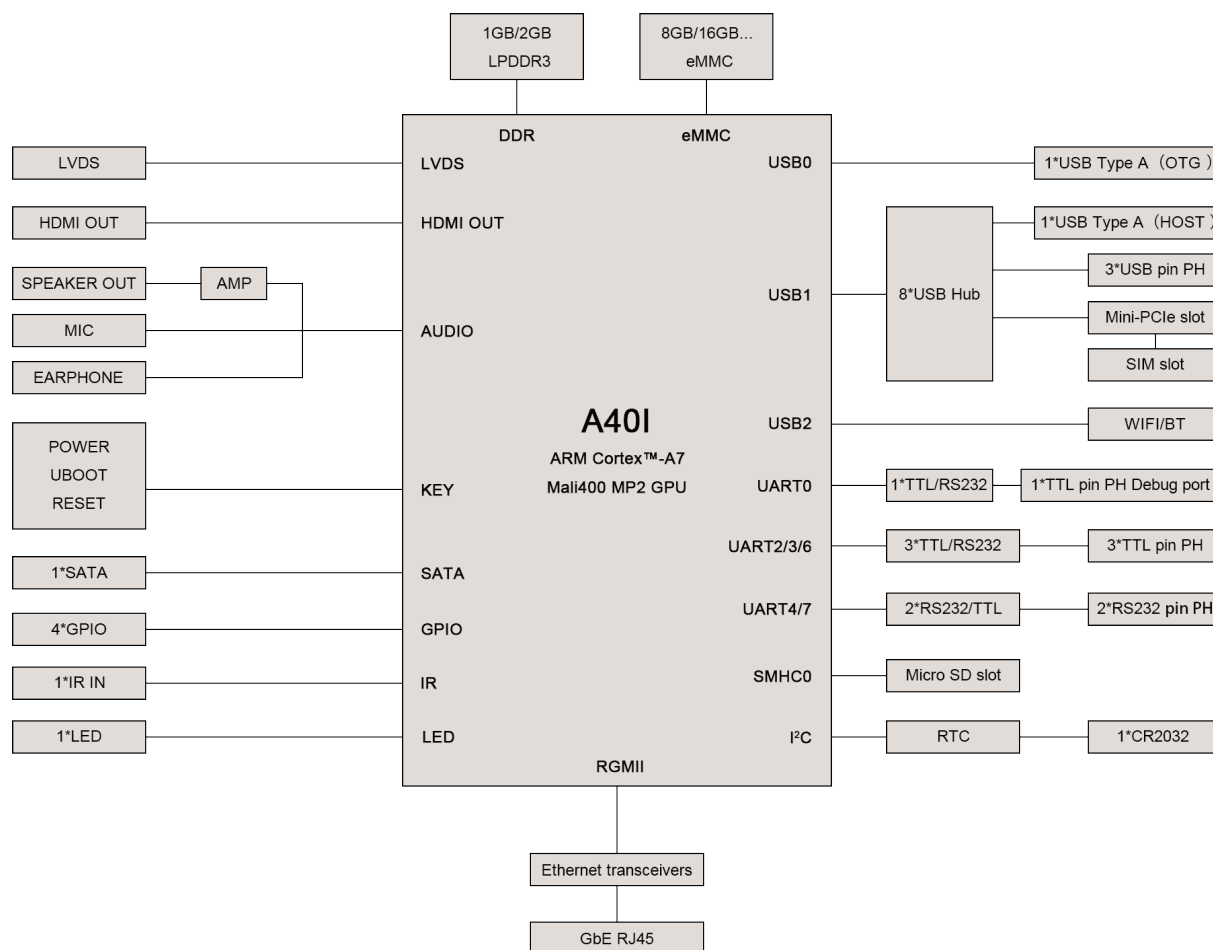 1GB/2GB
LPDDR3
8GB/16GB...
eMMC
DDR
eMMC
LVDS
LVDS
USB0
1*USB Type A（OTG ）
HDMI OUT
HDMI OUT
1*USB Type A（HOST ）
SPEAKER OUT
AMP
USB1
8*USB Hub
3*USB pin PH
MIC
AUDIO
Mini-PCIe slot
EARPHONE
SIM slot
A40I
ARM Cortex™-A7
Mali400 MP2 GPU
USB2
WIFI/BT
POWER
UBOOT
RESET
KEY
UART0
1*TTL/RS232
1*TTL pin PH Debug port
UART2/3/6
3*TTL/RS232
3*TTL pin PH
1*SATA
SATA
UART4/7
2*RS232/TTL
2*RS232 pin PH
4*GPIO
GPIO
1*IR IN
IR
SMHC0
Micro SD slot
1*LED
LED
I²C
RTC
1*CR2032
RGMII
Ethernet transceivers
GbE RJ45